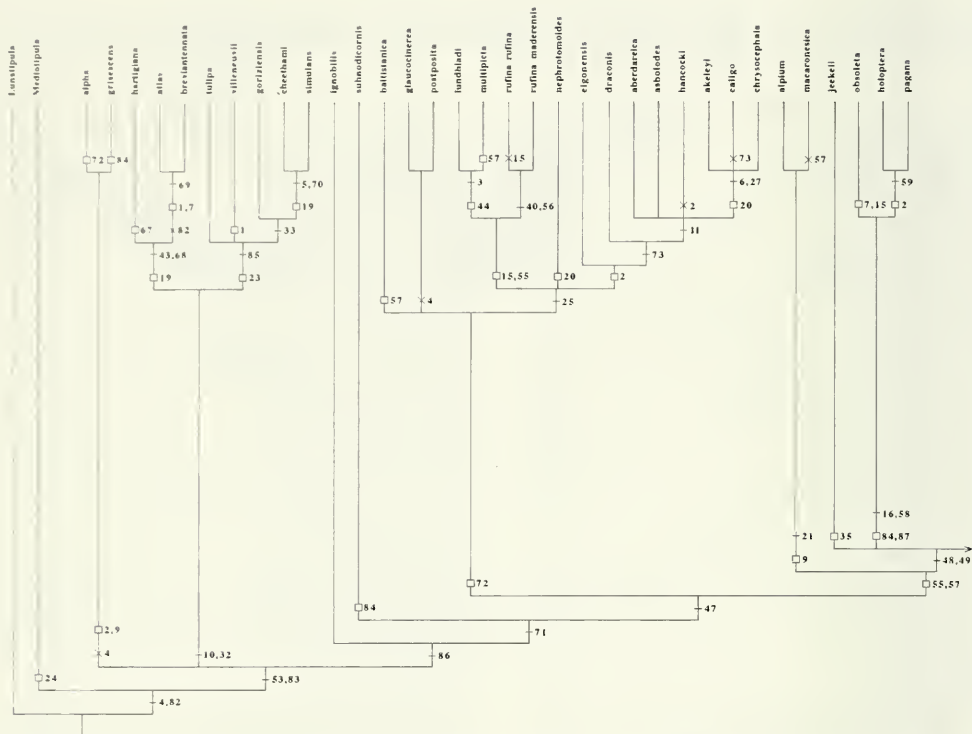 Lunatipula
Mediotipula
alpha
grisescens
hartigiana
atlas
breviantennata
tulipa
villeneuvii
goriziensis
cheethami
simulans
ignobilis
subnodicornis
baltistanica
glaucocinerea
postposita
lundbladi
multipicta
rufina rufina
rufina maderensis
nephrotomoides
elgonensis
draconis
aberdareica
asbolodes
hancocki
akeleyi
caligo
chrysocephala
alpium
macaronesica
jeekeli
obsoleta
holoptera
pagana
72
84
57
15
73
57
69
5,70
3
6,27
59
1,7
19
44
40,56
2
20
7,15
2
67
82
1
33
11
43,68
85
73
19
23
15,55
20
2
57
4
25
16,58
21
35
84,87
9
48,49
72
55,57
84
47
2,9
71
4
10,32
86
24
53,83
4,82